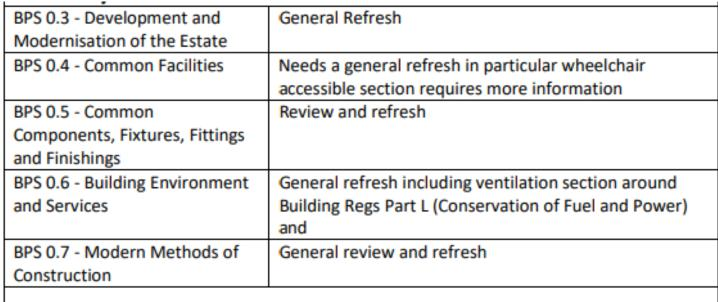 BPS 0.3 - Development and
Modernisation of the Estate
General Refresh
BPS 0.4 - Common Facilities
Needs a general refresh in particular wheelchair
accessible section requires more information
BPS 0.5 - Common
Components, Fixtures, Fittings
and Finishings
Review and refresh
BPS 0.6 - Building Environment
and Services
General refresh including ventilation section around
Building Regs Part L (Conservation of Fuel and Power)
and
BPS 0.7 - Modern Methods of
Construction
General review and refresh